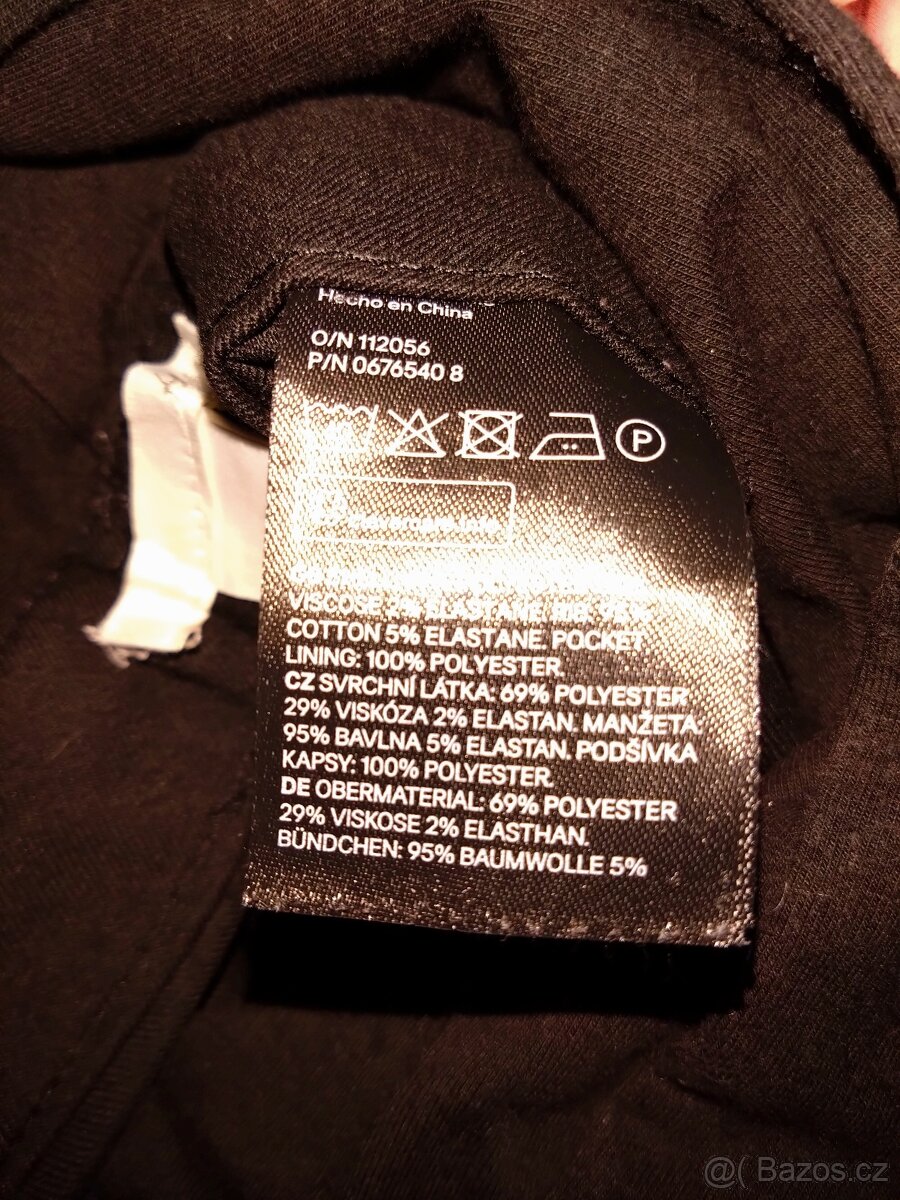 Hecho en China
O/N 112056
P/N 0676540 8
P
VISCOSE 2% ELASTANE. RIB: 95%
COTTON 5% ELASTANE. POCKET
LINING: 100% POLYESTER.
CZ SVRCHNÍ LÁTKA: 69% POLYESTER
29% VISKÓZA 2% ELASTAN. MANŽETA:
95% BAVLNA 5% ELASTAN. PODŠÍVKA
KAPSY: 100% POLYESTER.
DE OBERMATERIAL: 69% POLYESTER
29% VISKOSE 2% ELASTHAN.
BÜNDCHEN: 95% BAUMWOLLE 5%
@( Bazos.cz